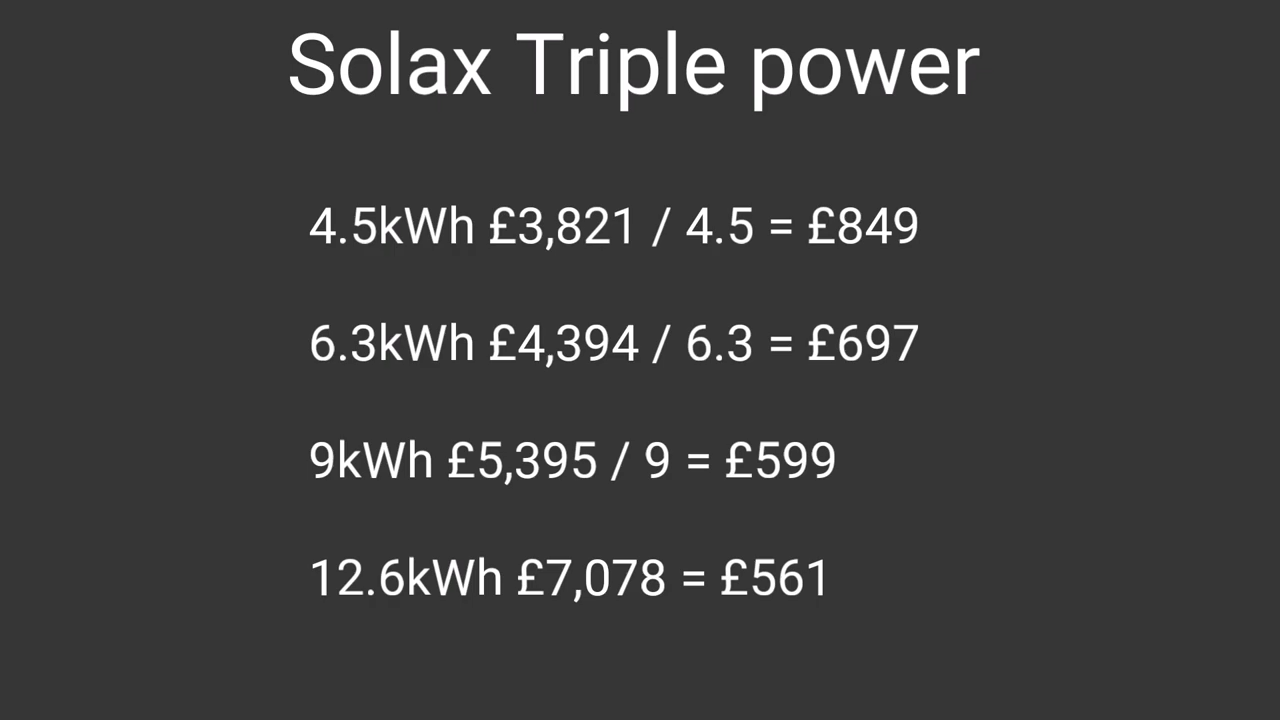 Solax Triple power
4.5kWh £3,821 / 4.5 = £849
6.3kWh £4,394 / 6.3 = £697
9kWh £5,395 / 9 = £599
12.6kWh £7,078 = £561